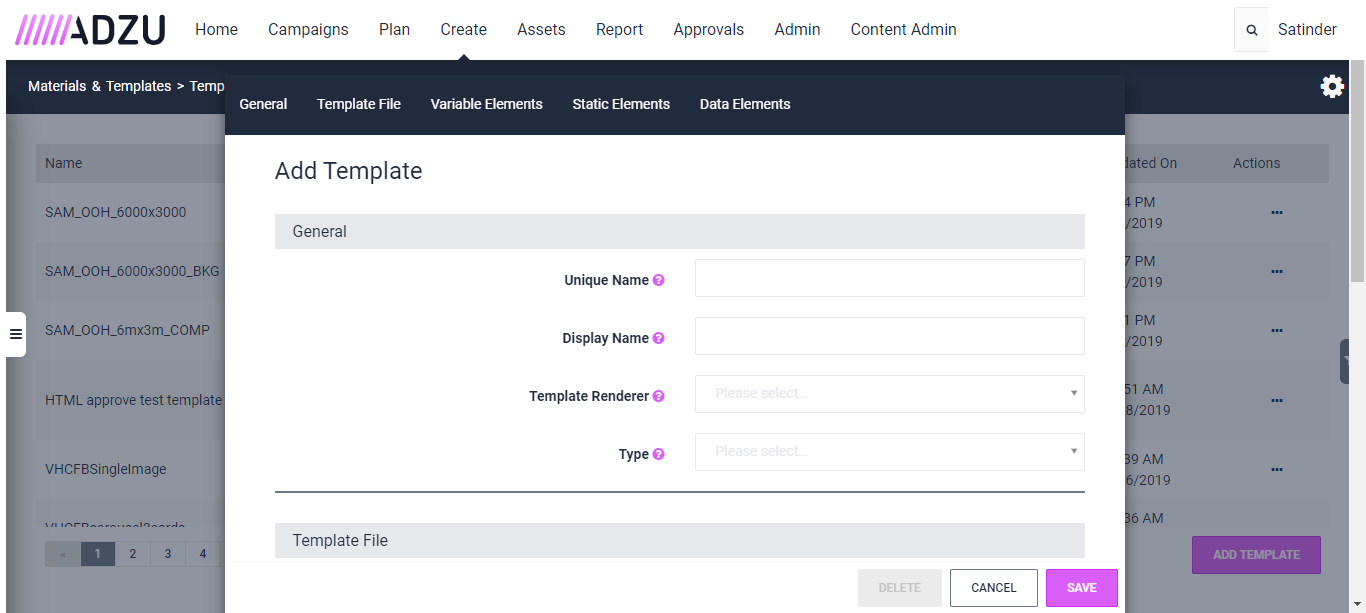 ADZU
Home Campaigns Plan Create Assets Report Approvals Admin Content Admin Satinder
Materials & Templates > Temp
General Template File Variable Elements Static Elements Data Elements
Add Template
General
Unique Name ?
Display Name ?
Template Renderer ? Please select...
Type ? Please select...
Template File
DELETE CANCEL SAVE
Name dated On Actions
SAM_OOH_6000x3000 4 PM ...
/2019
SAM_OOH_6000x3000_BKG 7 PM ...
/2019
SAM_OOH_6mx3m_COMP 1 PM ...
/2019
HTML approve test template 51 AM ...
8/2019
VHCFBSingleImage 39 AM ...
6/2019
36 AM
« 1 2 3 4
ADD TEMPLATE